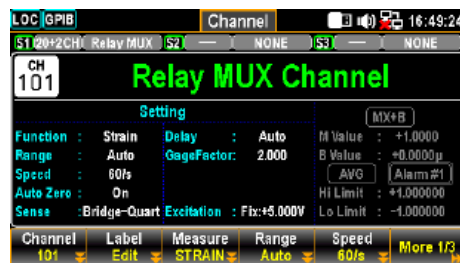 LOC GPIB Channel 16:49:24
S1 20+2CH Relay MUX S2 — NONE S3 — NONE
CH 101 Relay MUX Channel
Setting MX+B
Function : Strain Delay : Auto M Value : +1.0000
Range : Auto GageFactor: 2.000 B Value : +0.0000µ
Speed : 60/s AVG Alarm #1
Auto Zero : On Hi Limit : +1.000000
Sense :Bridge-Quart Excitation : Fix:+5.000V Lo Limit : -1.000000
Channel Label Measure Range Speed More 1/3
101 Edit STRAIN Auto 60/s